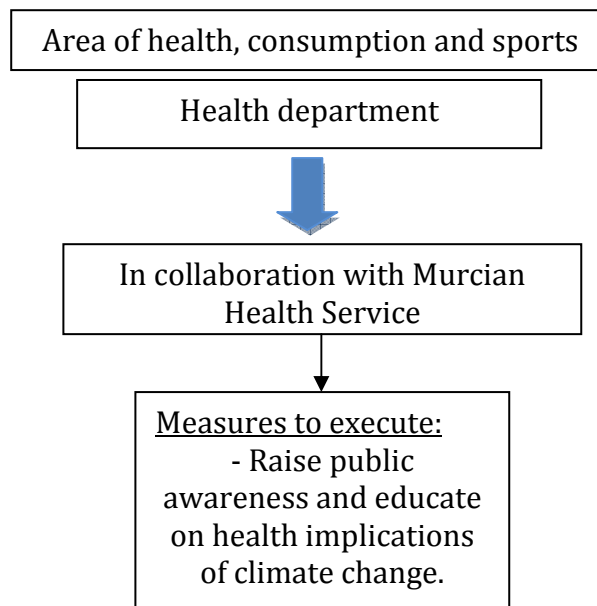 Area of health, consumption and sports
Health department
In collaboration with Murcian
Health Service
Measures to execute:
- Raise public
awareness and educate
on health implications
of climate change.